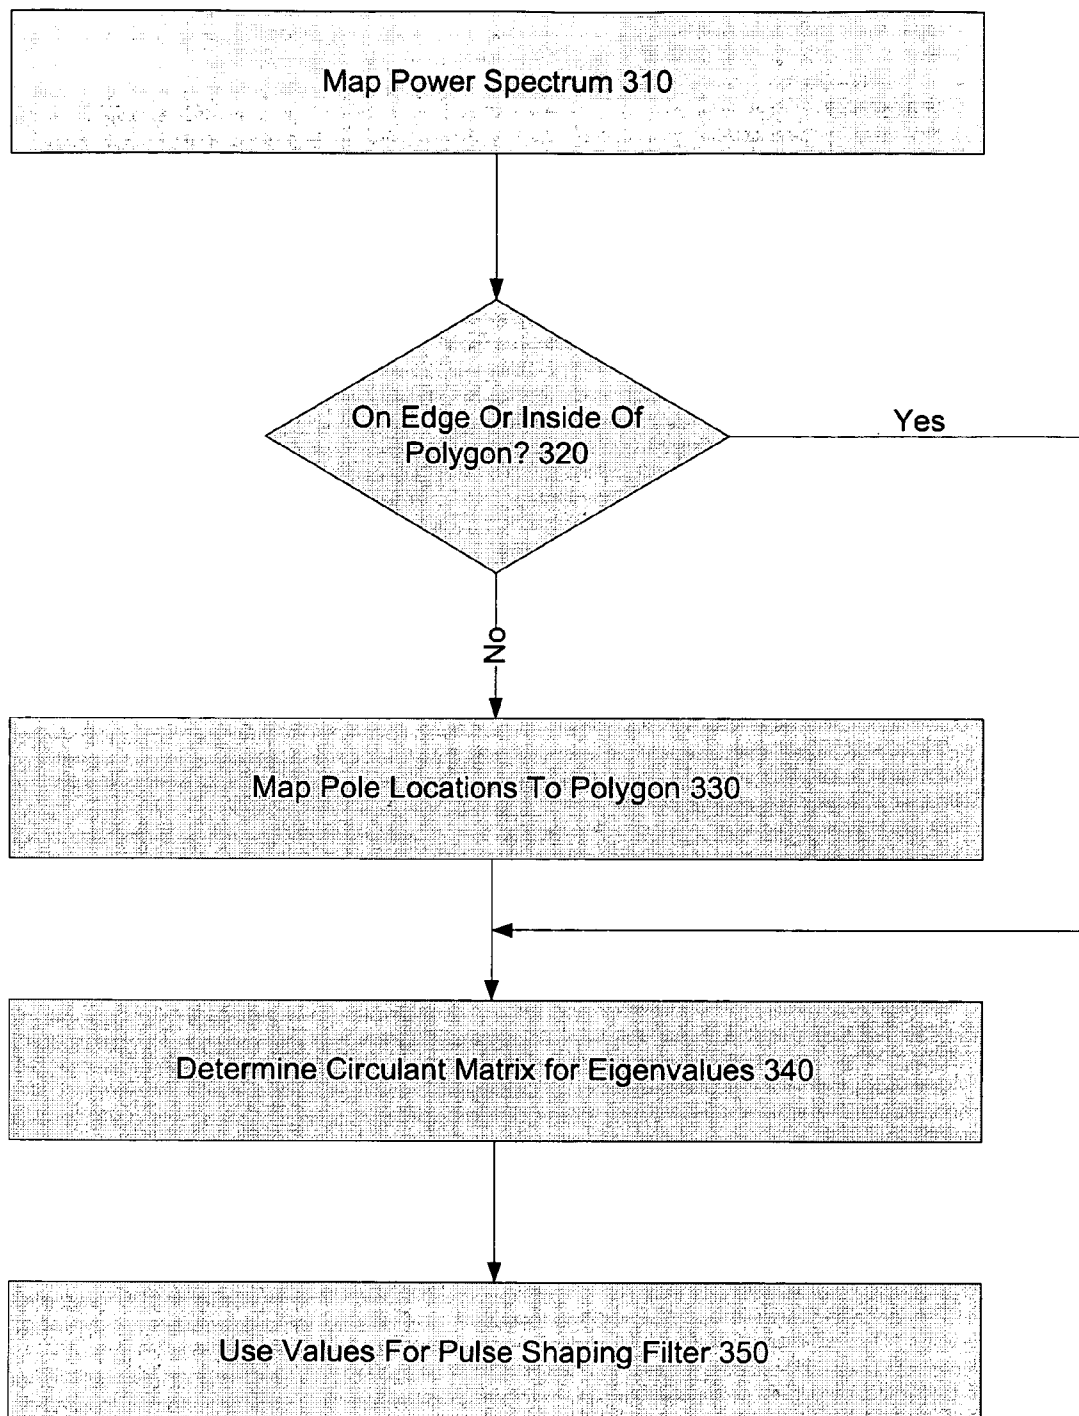 Map Power Spectrum 310
On Edge Or Inside Of
Polygon? 320
Yes
No
Map Pole Locations To Polygon 330
Determine Circulant Matrix for Eigenvalues 340
Use Values For Pulse Shaping Filter 350